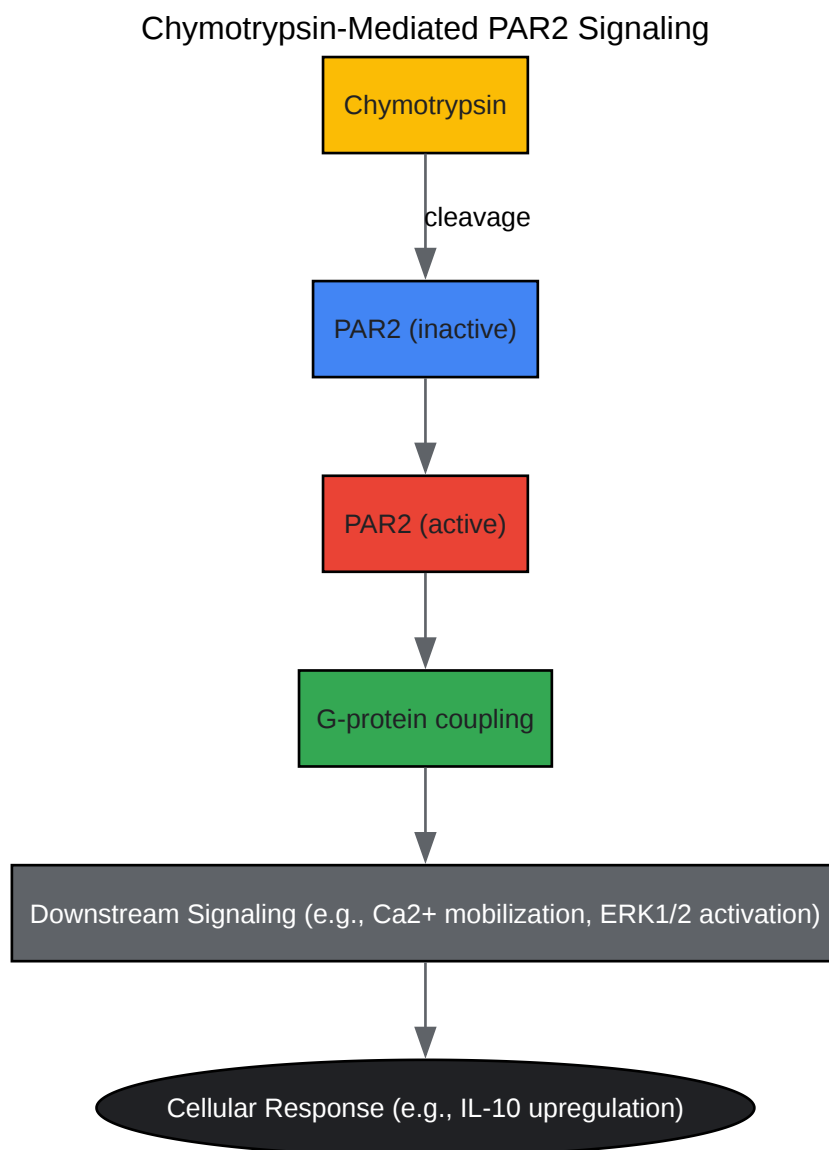 Chymotrypsin-Mediated PAR2 Signaling
Chymotrypsin
cleavage
PAR2 (inactive)
PAR2 (active)
G-protein coupling
Downstream Signaling (e.g., Ca2+ mobilization, ERK1/2 activation)
Cellular Response (e.g., IL-10 upregulation)